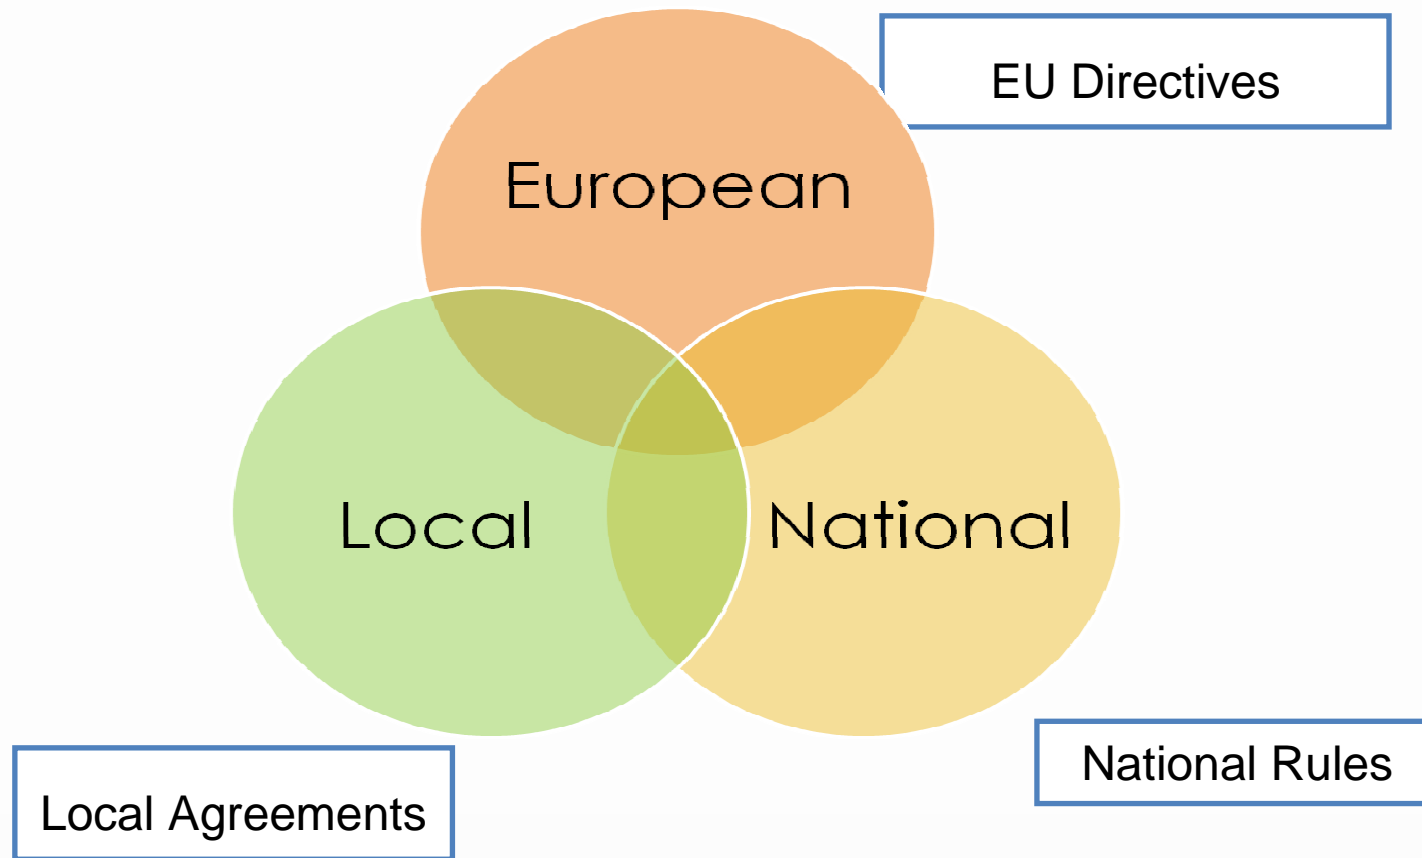 EU Directives
European
Local
National
National Rules
Local Agreements